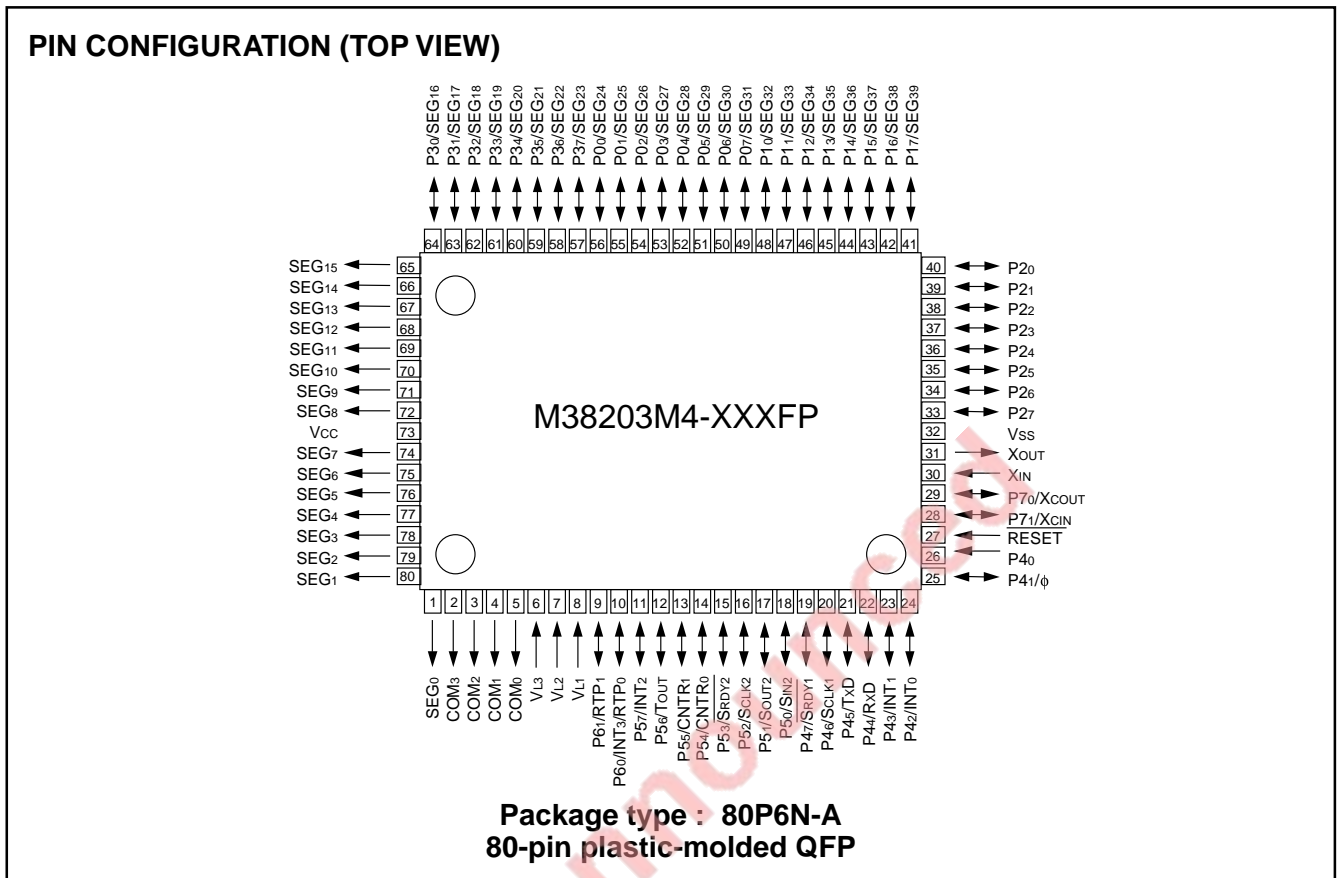 PIN CONFIGURATION (TOP VIEW)
P30/SEG16
P31/SEG17
P32/SEG18
P33/SEG19
P34/SEG20
P35/SEG21
P36/SEG22
P37/SEG23
P00/SEG24
P01/SEG25
P02/SEG26
P03/SEG27
P04/SEG28
P05/SEG29
P06/SEG30
P07/SEG31
P10/SEG32
P11/SEG33
P12/SEG34
P13/SEG35
P14/SEG36
P15/SEG37
P16/SEG38
P17/SEG39
64 63 62 61 60 59 58 57 56 55 54 53 52 51 50 49 48 47 46 45 44 43 42 41
SEG15 65
SEG14 66
SEG13 67
SEG12 68
SEG11 69
SEG10 70
SEG9 71
SEG8 72
VCC 73
SEG7 74
SEG6 75
SEG5 76
SEG4 77
SEG3 78
SEG2 79
SEG1 80
M38203M4-XXXFP
40 P20
39 P21
38 P22
37 P23
36 P24
35 P25
34 P26
33 P27
32 VSS
31 XOUT
30 XIN
29 P70/XCOUT
28 P71/XCIN
27 RESET
26 P40
25 P41/ϕ
1 2 3 4 5 6 7 8 9 10 11 12 13 14 15 16 17 18 19 20 21 22 23 24
SEG0
COM3
COM2
COM1
COM0
VL3
VL2
VL1
P61/RTP1
P60/INT3/RTP0
P57/INT2
P56/TOUT
P55/CNTR1
P54/CNTR0
P53/SRDY2
P52/SCLK2
P51/SOUT2
P50/SIN2
P47/SRDY1
P46/SCLK1
P45/TXD
P44/RXD
P43/INT1
P42/INT0
Package type : 80P6N-A
80-pin plastic-molded QFP
nounced